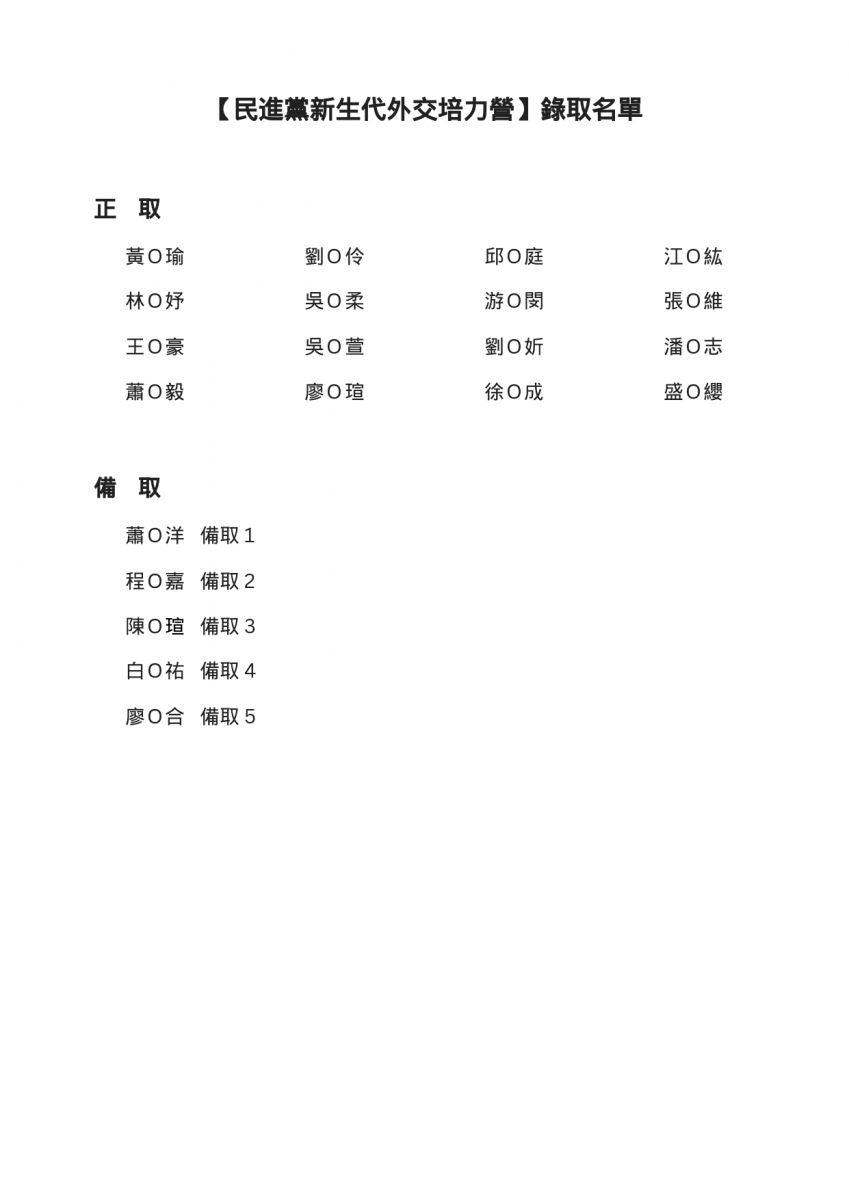 【民進黨新生代外交培力營】錄取名單
正　取
黃O瑜　劉O伶　邱O庭　江O紘
林O妤　吳O柔　游O閔　張O維
王O豪　吳O萱　劉O妡　潘O志
蕭O毅　廖O瑄　徐O成　盛O纓
備　取
蕭O洋 備取1
程O嘉 備取2
陳O瑄 備取3
白O祐 備取4
廖O合 備取5